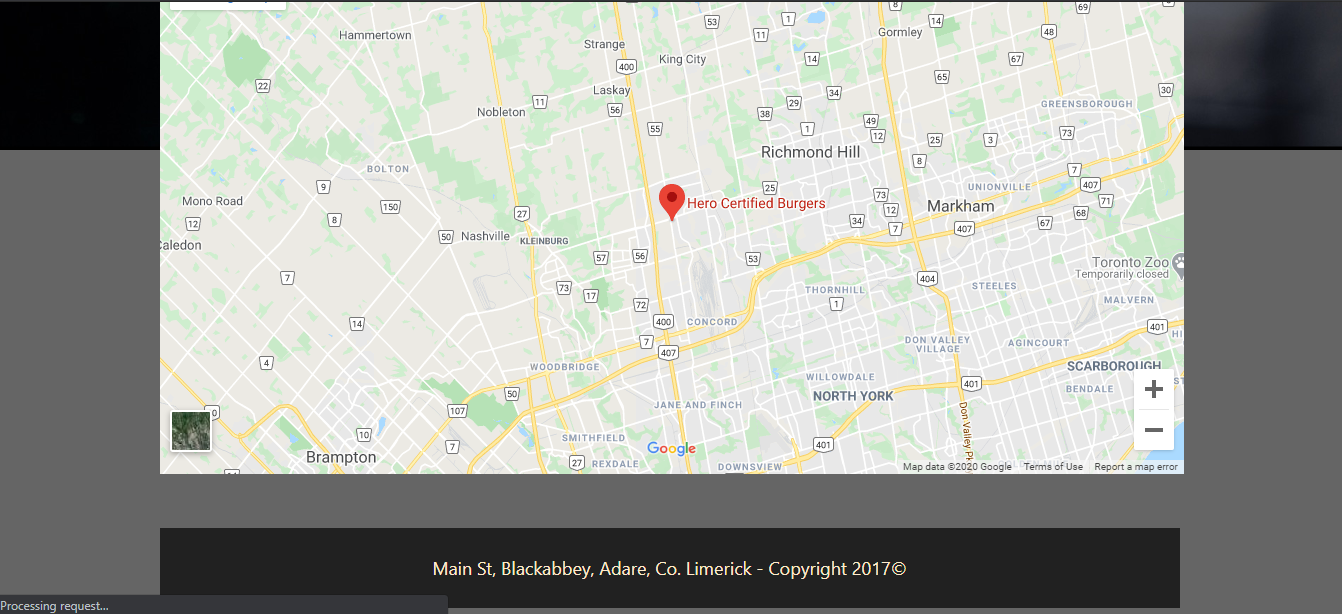 53
1
8
14
69
Hammertown
Strange
11
Gormley
48
King City
14
67
400
65
22
Laskay
34
30
Nobleton
11
56
38
29
GREENSBOROUGH
49
55
1
12
73
25
3
Richmond Hill
8
BOLTON
7
9
25
UNIONVILLE
407
Mono Road
150
Hero Certified Burgers
73
12
Markham
71
68
12
8
27
34
7
407
67
50
Nashville
KLEINBURG
Caledon
57
56
53
Toronto Zoo
Temporarily closed
7
404
73
17
THORNHILL
STEELES
72
1
MALVERN
14
400
CONCORD
401
7
407
DON VALLEY
VILLAGE
AGINCOURT
4
WOODBRIDGE
SCARBOROUGH
WILLOWDALE
401
BENDALE
50
NORTH YORK
107
JANE AND FINCH
10
SMITHFIELD
7
Google
401
Don Valley Pk
Brampton
27
REXDALE
DOWNSVIEW
Map data ©2020 Google
Terms of Use
Report a map error
Main St, Blackabbey, Adare, Co. Limerick - Copyright 2017©
Processing request...